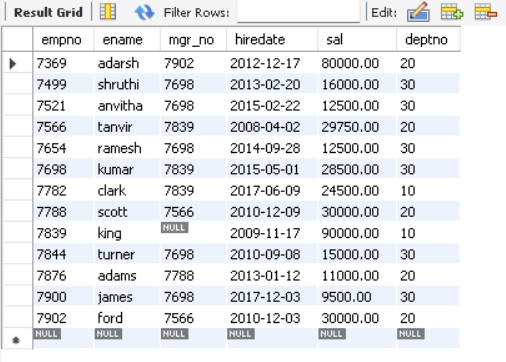 Result Grid Filter Rows: Edit:
empno ename mgr_no hiredate sal deptno
7369 adarsh 7902 2012-12-17 80000.00 20
7499 shruthi 7698 2013-02-20 16000.00 30
7521 anvitha 7698 2015-02-22 12500.00 30
7566 tanvir 7839 2008-04-02 29750.00 20
7654 ramesh 7698 2014-09-28 12500.00 30
7698 kumar 7839 2015-05-01 28500.00 30
7782 clark 7839 2017-06-09 24500.00 10
7788 scott 7566 2010-12-09 30000.00 20
7839 king NULL 2009-11-17 90000.00 10
7844 turner 7698 2010-09-08 15000.00 30
7876 adams 7788 2013-01-12 11000.00 20
7900 james 7698 2017-12-03 9500.00 30
7902 ford 7566 2010-12-03 30000.00 20
NULL NULL NULL NULL NULL NULL